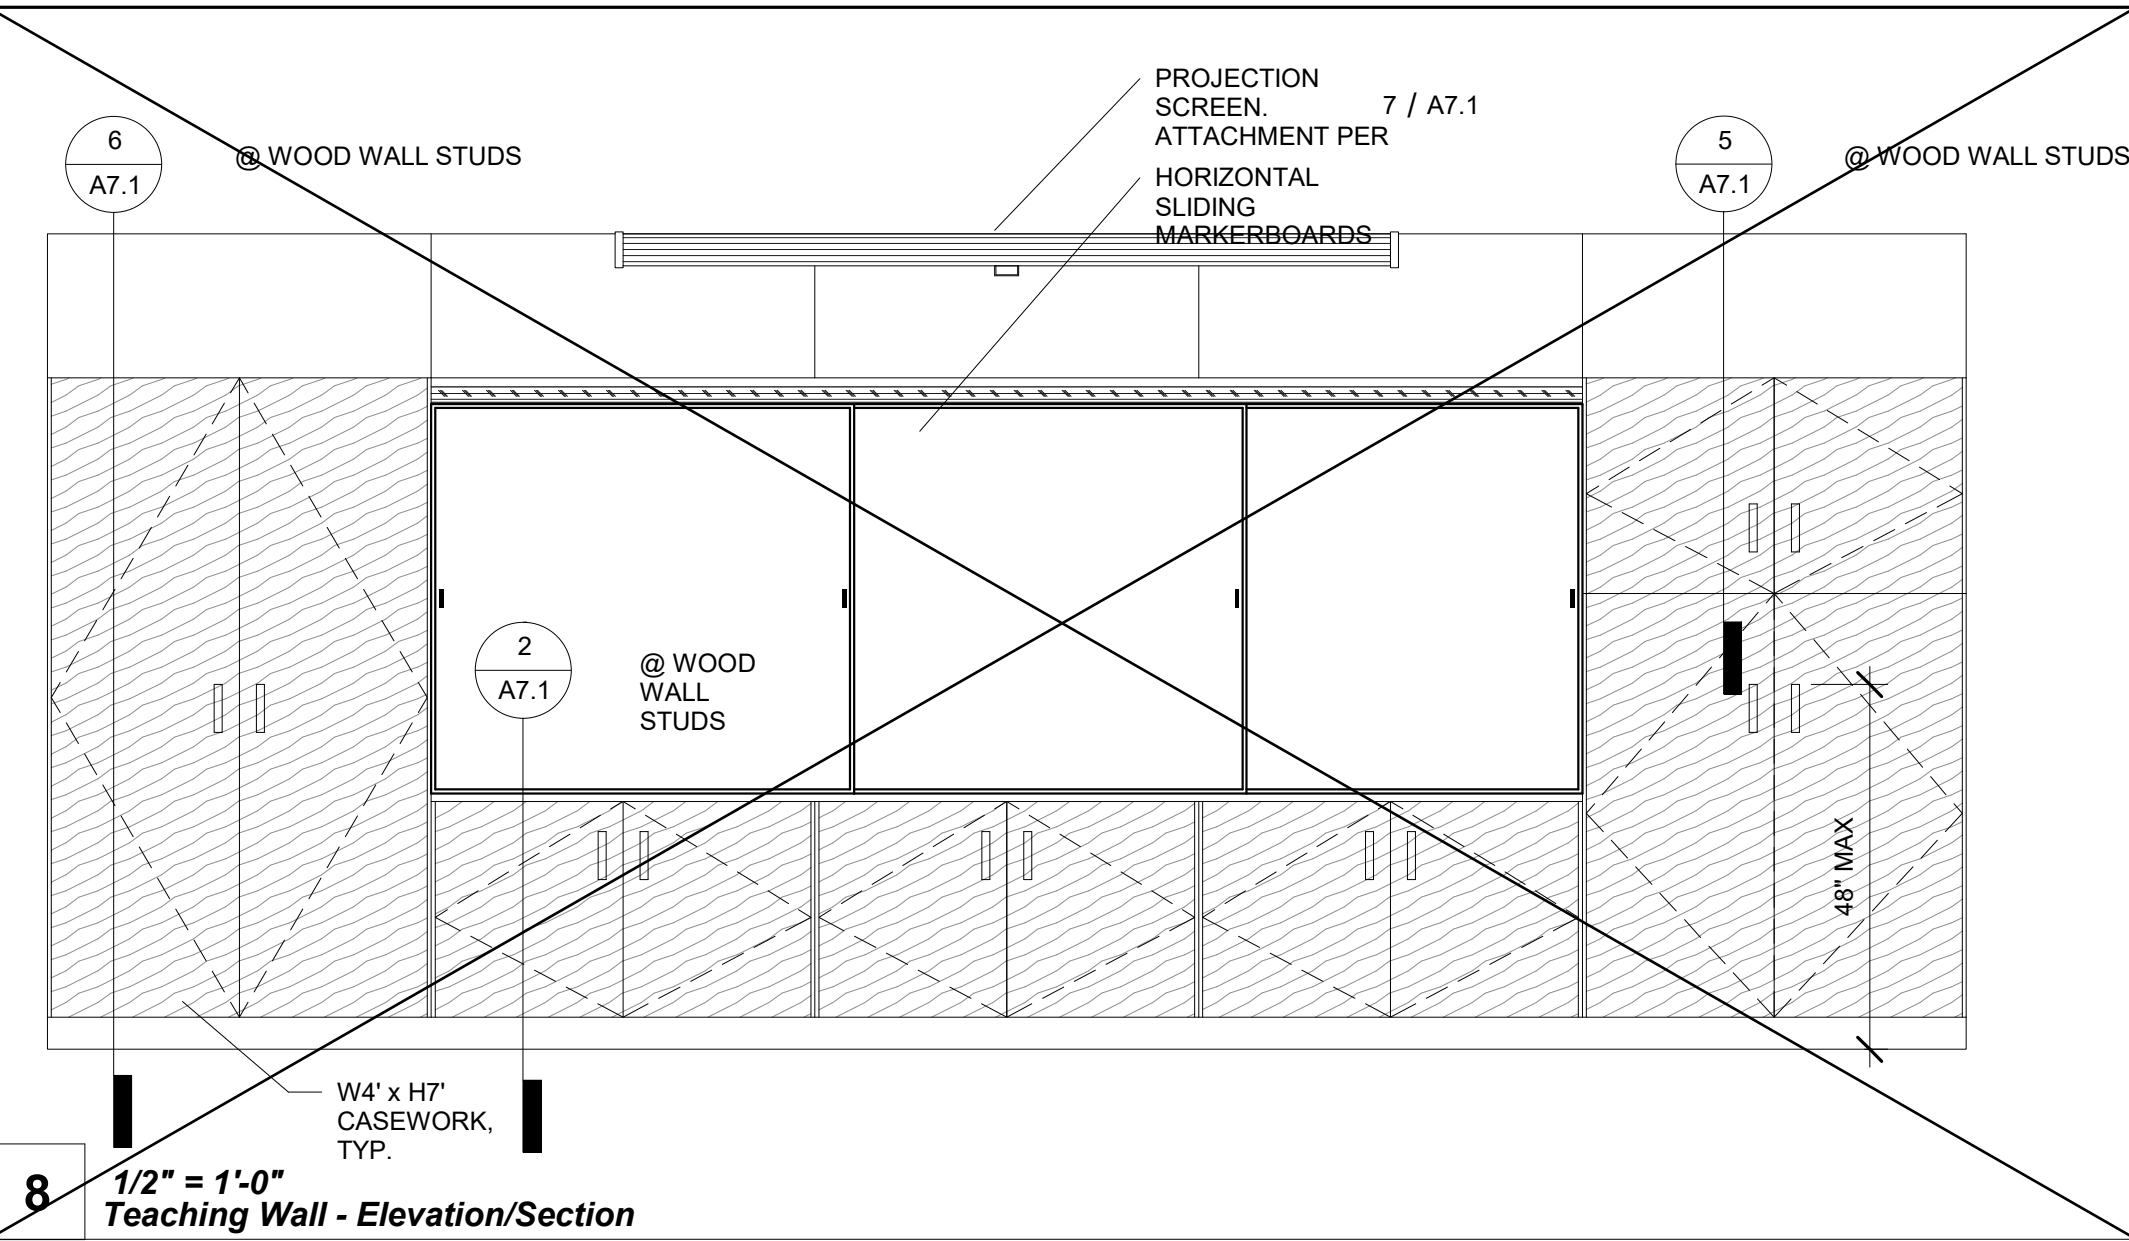 PROJECTION
SCREEN. 7 / A7.1
ATTACHMENT PER
6
A7.1
@ WOOD WALL STUDS
5
A7.1
@ WOOD WALL STUDS
HORIZONTAL
SLIDING
MARKERBOARDS
2
A7.1
@ WOOD
WALL
STUDS
48" MAX
W4' x H7'
CASEWORK,
TYP.
8
1/2" = 1'-0"
Teaching Wall - Elevation/Section